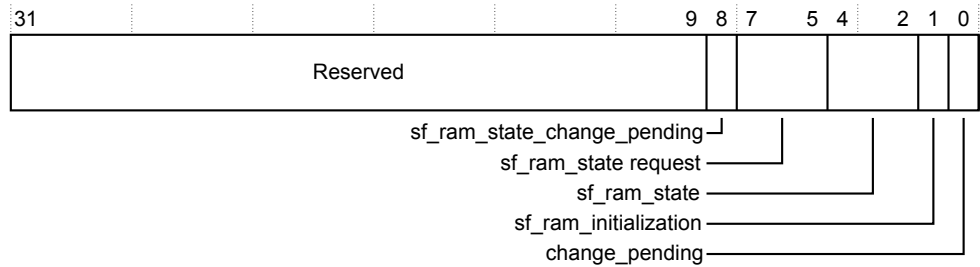 31 9 8 7 5 4 2 1 0
Reserved
sf_ram_state_change_pending
sf_ram_state request
sf_ram_state
sf_ram_initialization
change_pending